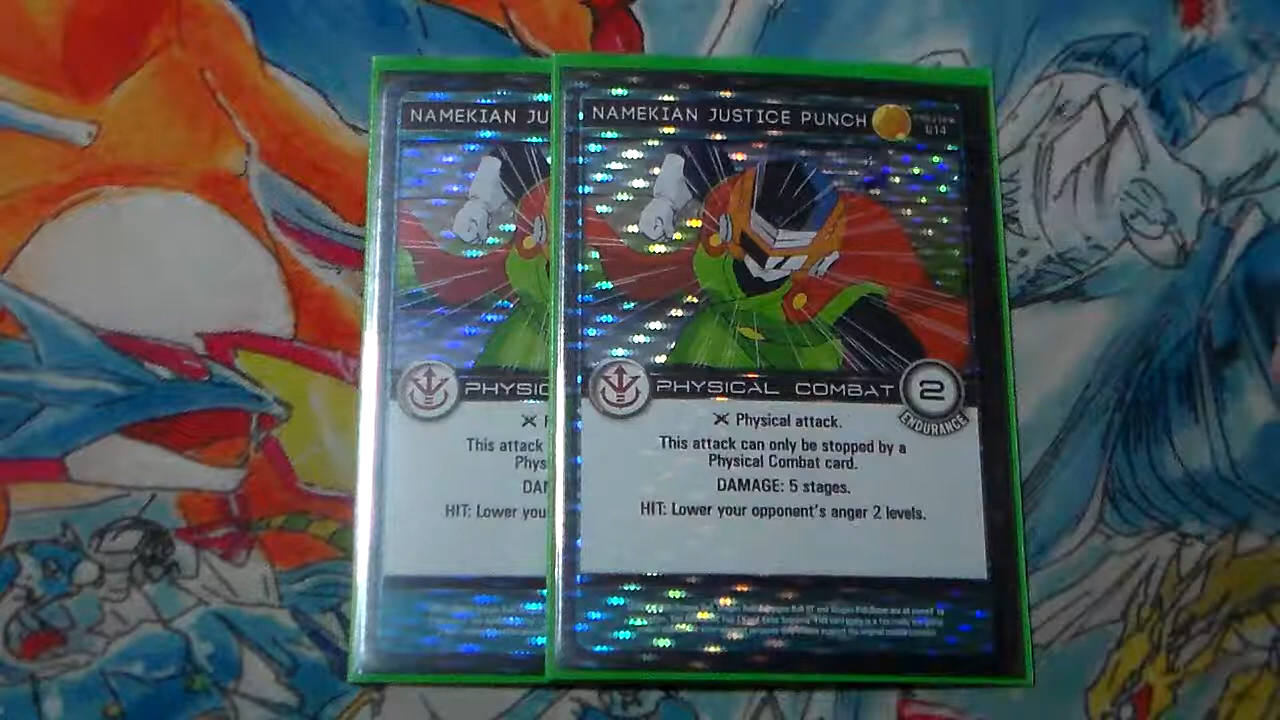 NAMEKIAN JU
PHYSIC
This attack
Phys
DAM
HIT: Lower you
NAMEKIAN JUSTICE PUNCH
U14
PHYSICAL COMBAT
2
ENDURANCE
Physical attack.
This attack can only be stopped by a
Physical Combat card.
DAMAGE: 5 stages.
HIT: Lower your opponent's anger 2 levels.